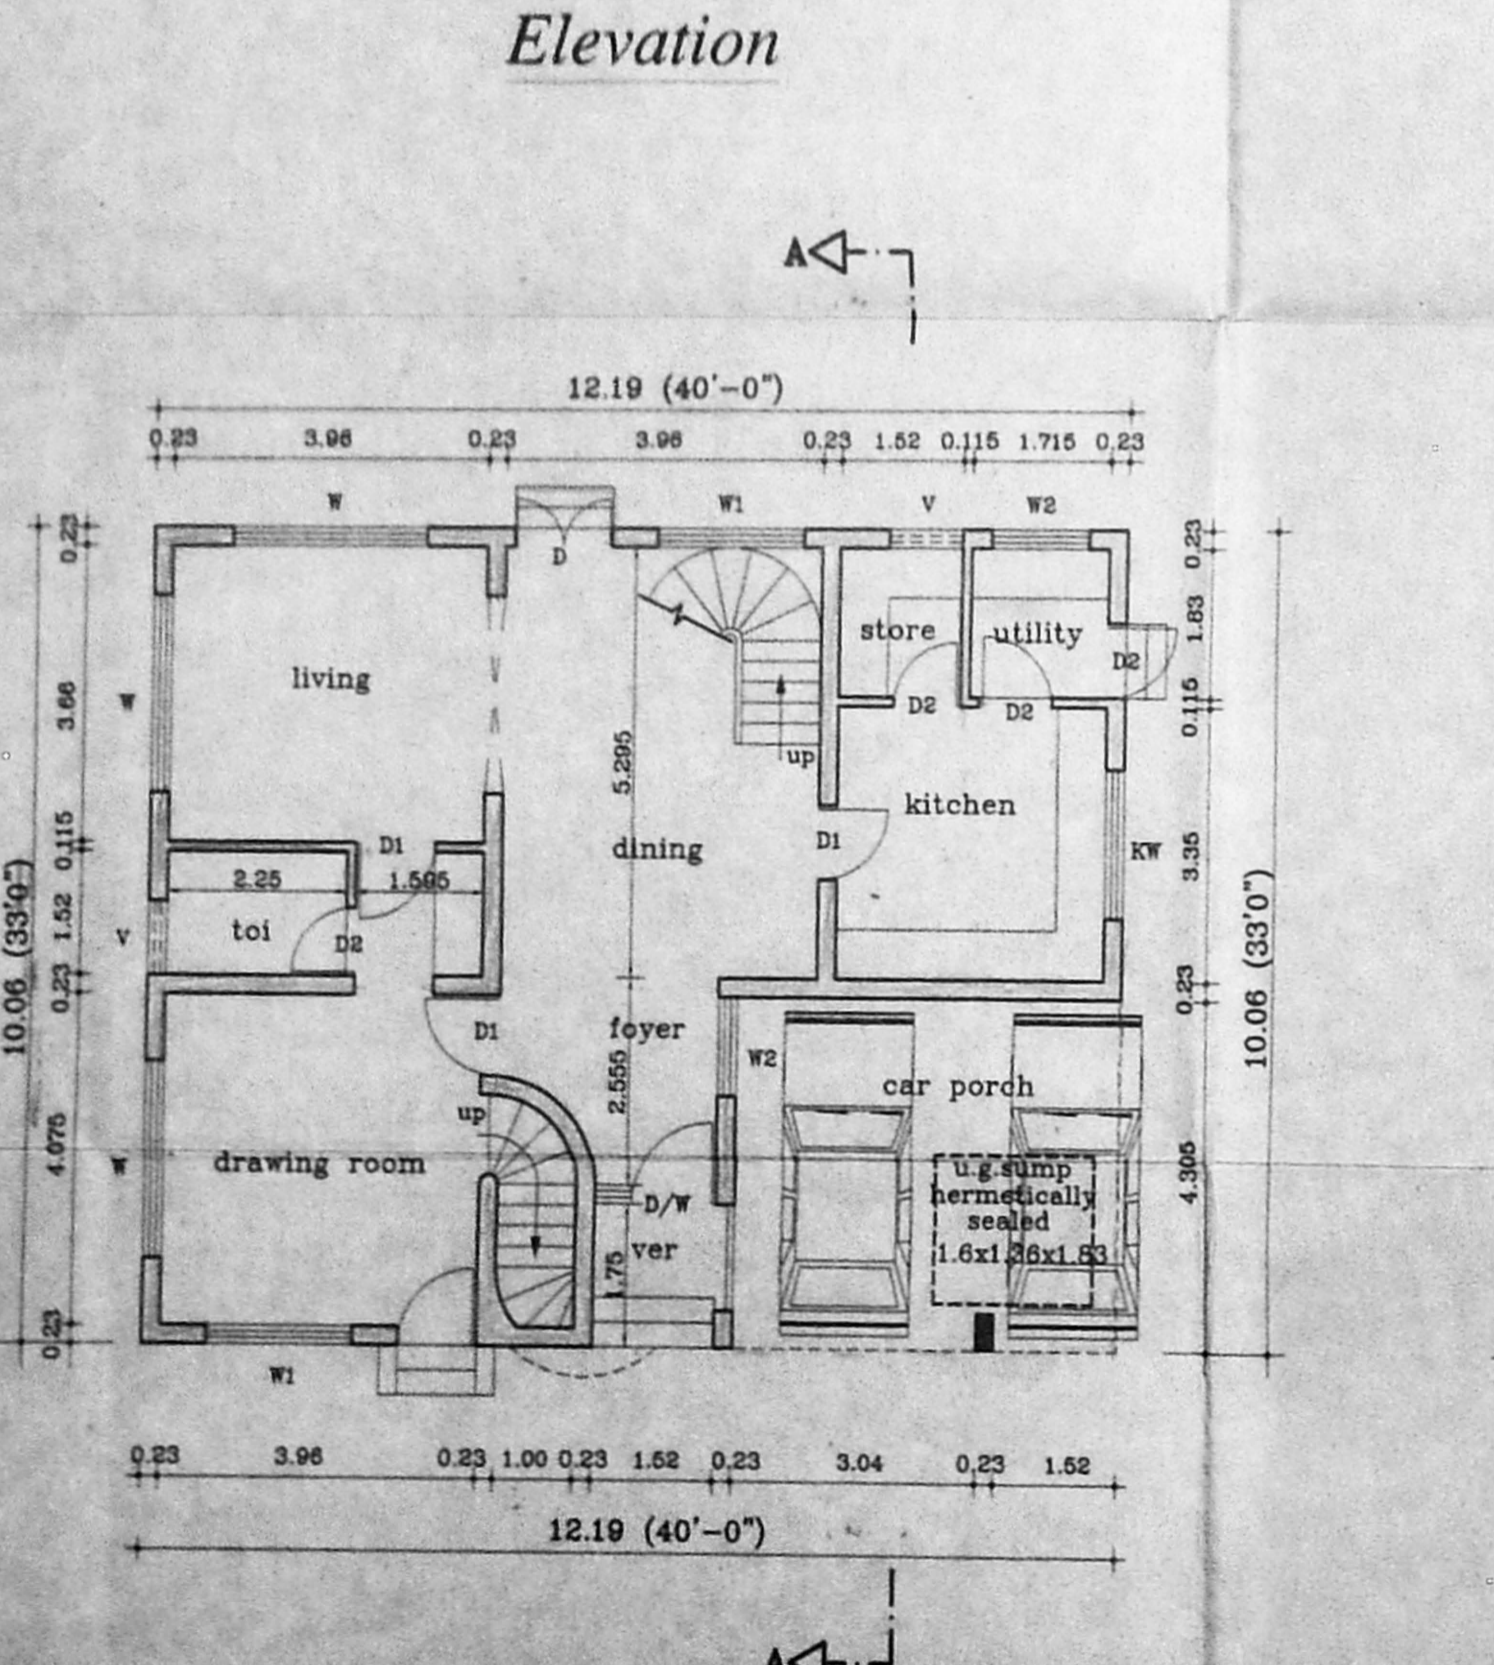 Elevation
A
12.19 (40'-0")
0.23 3.96 0.23 3.96 0.23 1.52 0.115 1.715 0.23
W W1 V W2
D
0.23
0.23
store utility
1.83
D2
living
W
3.66
D2 D2
0.115
5.295
up
kitchen
D1 dining D1
KW
0.115
3.35
2.25 1.595
toi
D2
V
1.52
10.06 (33'0")
10.06 (33'0")
0.23
0.23
D1 foyer
W2
car porch
2.555
up
4.075
W
drawing room
u.g.sump
hermetically
sealed
1.6x1.36x1.83
4.305
D/W
ver
1.75
0.23
W1
0.23 3.96 0.23 1.00 0.23 1.52 0.23 3.04 0.23 1.52
12.19 (40'-0")
A